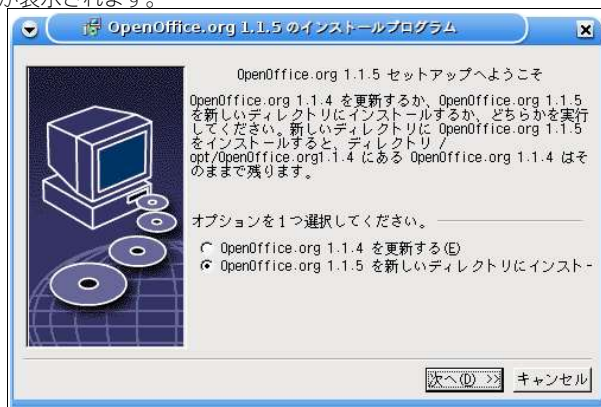 が表示されます。
OpenOffice.org 1.1.5 のインストールプログラム
OpenOffice.org 1.1.5 セットアップへようこそ
OpenOffice.org 1.1.4 を更新するか、OpenOffice.org 1.1.5
を新しいディレクトリにインストールするか、どちらかを実行
してください。新しいディレクトリに OpenOffice.org 1.1.5
をインストールすると、ディレクトリ /
opt/OpenOffice.org1.1.4 にある OpenOffice.org 1.1.4 はそ
のままで残ります。
オプションを1つ選択してください。
OpenOffice.org 1.1.4 を更新する(E)
OpenOffice.org 1.1.5 を新しいディレクトリにインスト-
次へ(D) >>
キャンセル